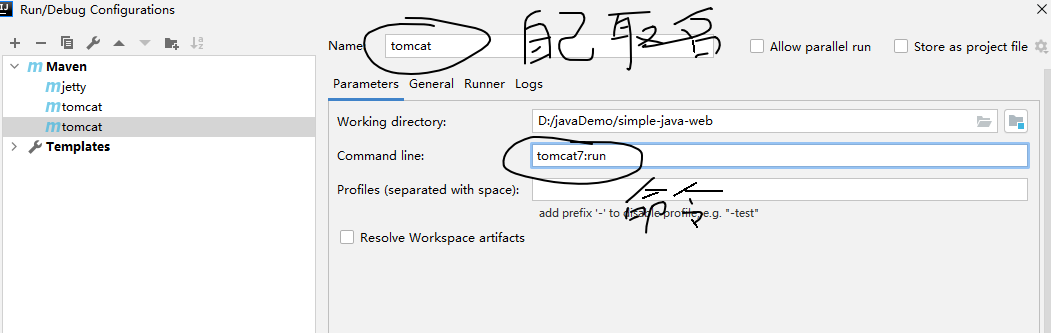 Run/Debug Configurations
Name tomcat 自己取名 Allow parallel run Store as project file
Maven
jetty
tomcat
tomcat
Templates
Parameters General Runner Logs
Working directory: D:/javaDemo/simple-java-web
Command line: tomcat7:run
Profiles (separated with space):
命令
add prefix '-' to disable profile, e.g. "-test"
Resolve Workspace artifacts